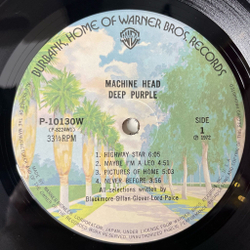 BURBANK, HOME OF WARNER BROS. RECORDS
MACHINE HEAD
DEEP PURPLE
P-10130W
(P-8224W1)
33⅓RPM
SIDE
1
Ⓟ 1972
1. HIGHWAY STAR 6:05
2. MAYBE I'M A LEO 4:51
3. PICTURES OF HOME 5:03
4. NEVER BEFORE 3:56
All selections written by
Blackmore-Gillan-Glover-Lord-Paice